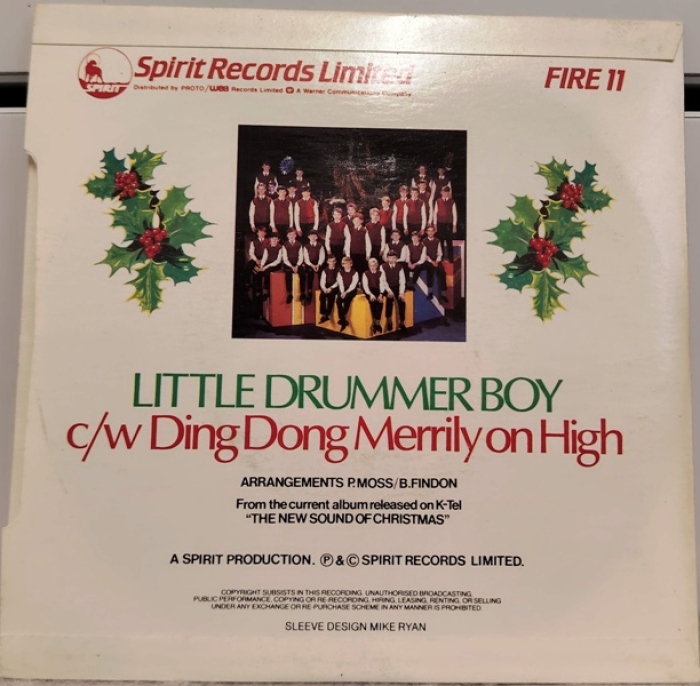 Spirit Records Limited
FIRE 11
SPIRIT
Distributed by PROTO/wea Records Limited. A Warner Communications Company
LITTLE DRUMMER BOY
c/w Ding Dong Merrily on High
ARRANGEMENTS P.MOSS/B.FINDON
From the current album released on K-Tel
"THE NEW SOUND OF CHRISTMAS"
A SPIRIT PRODUCTION. Ⓟ & © SPIRIT RECORDS LIMITED.
COPYRIGHT SUBSISTS IN THIS RECORDING. UNAUTHORISED BROADCASTING,
PUBLIC PERFORMANCE, COPYING OR RE-RECORDING, HIRING, LEASING, RENTING, OR SELLING
UNDER ANY EXCHANGE OR RE-PURCHASE SCHEME IN ANY MANNER IS PROHIBITED.
SLEEVE DESIGN MIKE RYAN